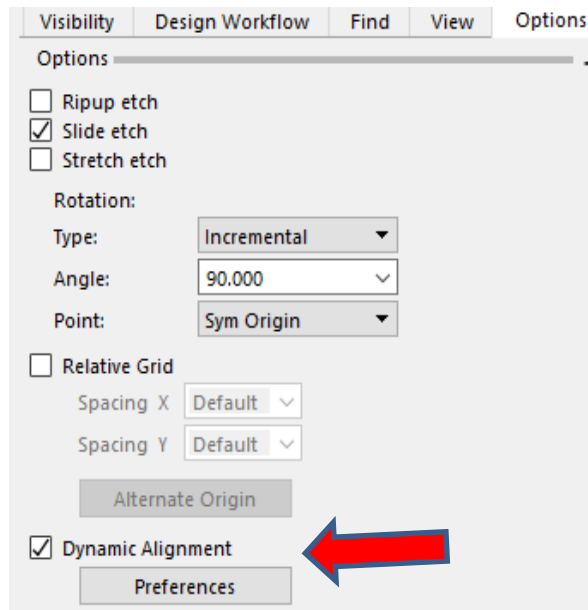 Visibility Design Workflow Find View Options
Options
Ripup etch
Slide etch
Stretch etch
Rotation:
Type: Incremental
Angle: 90.000
Point: Sym Origin
Relative Grid
Spacing X Default
Spacing Y Default
Alternate Origin
Dynamic Alignment
Preferences